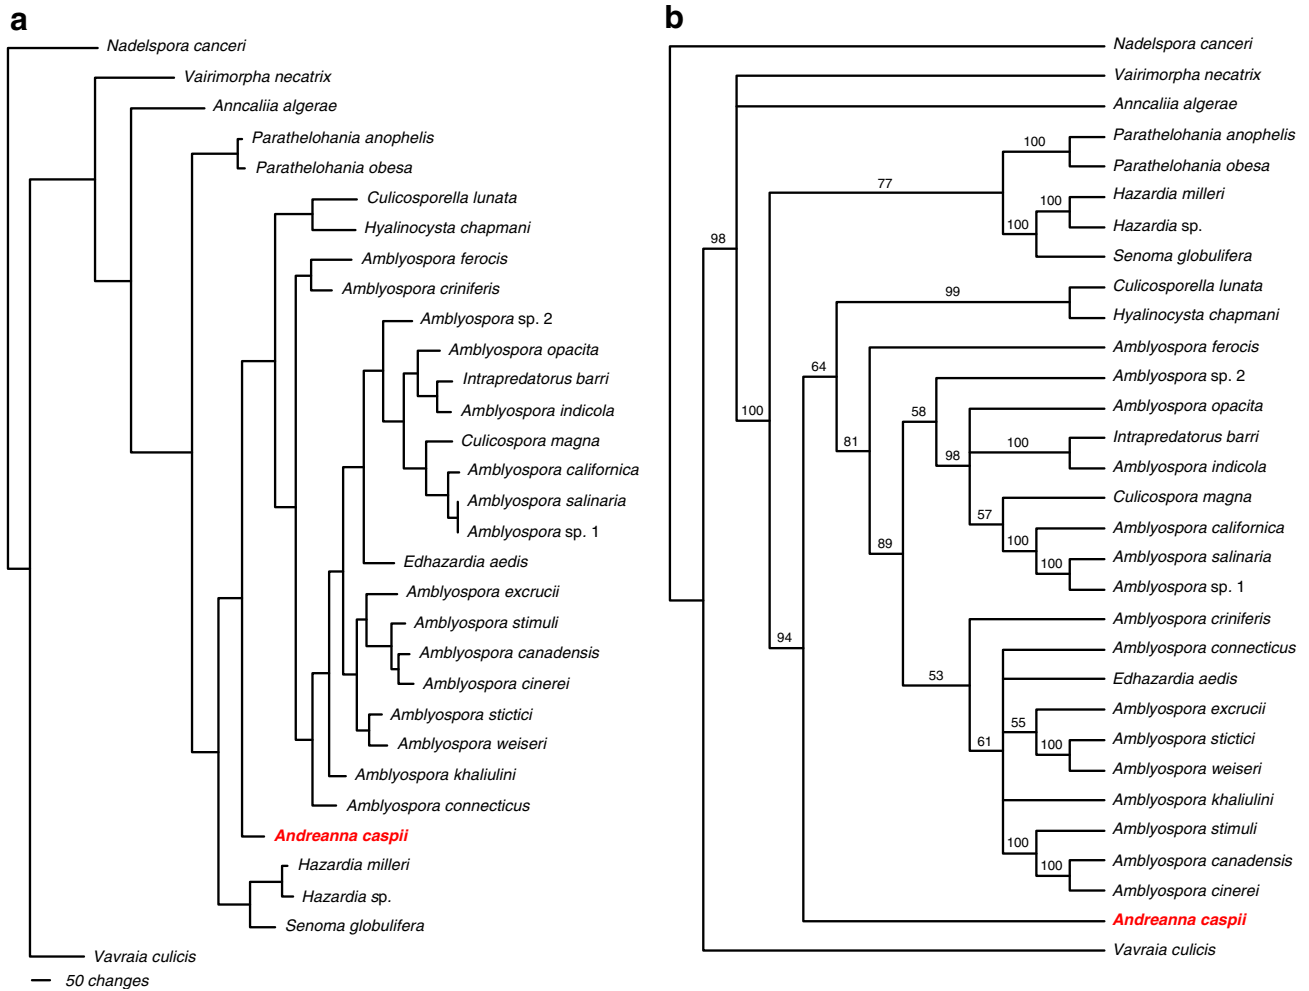 a
Nadelspora canceri
Vairimorpha necatrix
Anncaliia algerae
Parathelohania anophelis
Parathelohania obesa
Culicosporella lunata
Hyalinocysta chapmani
Amblyospora ferocis
Amblyospora criniferis
Amblyospora sp. 2
Amblyospora opacita
Intrapredatorus barri
Amblyospora indicola
Culicospora magna
Amblyospora californica
Amblyospora salinaria
Amblyospora sp. 1
Edhazardia aedis
Amblyospora excrucii
Amblyospora stimuli
Amblyospora canadensis
Amblyospora cinerei
Amblyospora stictici
Amblyospora weiseri
Amblyospora khaliulini
Amblyospora connecticus
Andreanna caspii
Hazardia milleri
Hazardia sp.
Senoma globulifera
Vavraia culicis
50 changes
b
Nadelspora canceri
Vairimorpha necatrix
Anncaliia algerae
Parathelohania anophelis
100
Parathelohania obesa
77
Hazardia milleri
100
Hazardia sp.
100
98
Senoma globulifera
Culicosporella lunata
99
Hyalinocysta chapmani
Amblyospora ferocis
64
Amblyospora sp. 2
100
58
Amblyospora opacita
81
Intrapredatorus barri
100
98
Amblyospora indicola
Culicospora magna
57
Amblyospora californica
100
89
Amblyospora salinaria
100
Amblyospora sp. 1
Amblyospora criniferis
94
Amblyospora connecticus
53
Edhazardia aedis
Amblyospora excrucii
55
61
Amblyospora stictici
100
Amblyospora weiseri
Amblyospora khaliulini
Amblyospora stimuli
100
Amblyospora canadensis
100
Amblyospora cinerei
Andreanna caspii
Vavraia culicis